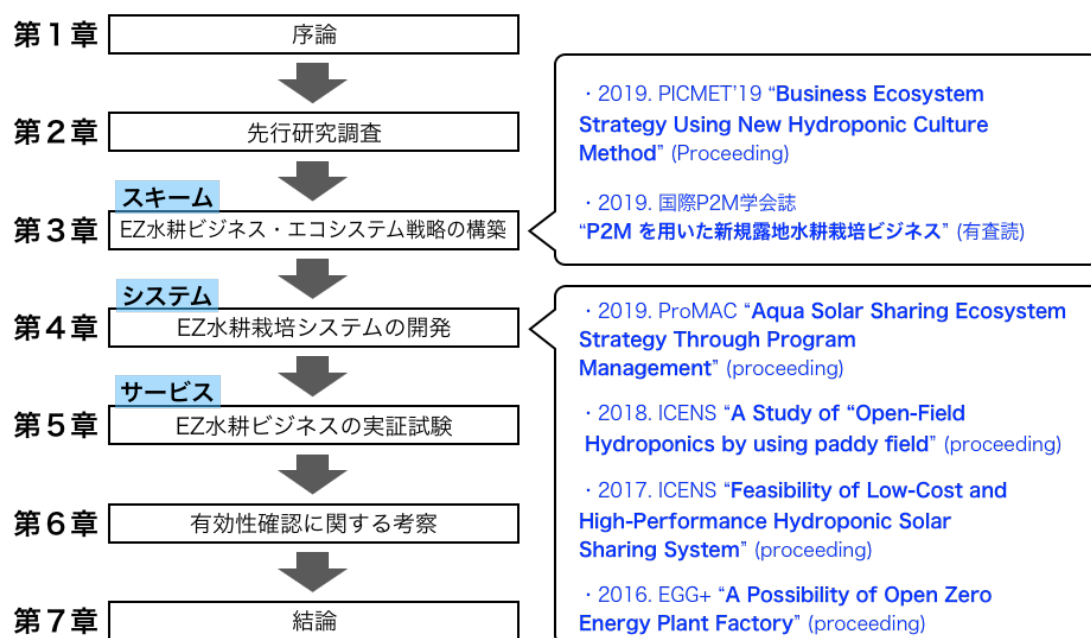 第１章
序論
第２章
先行研究調査
スキーム
第３章
EZ水耕ビジネス・エコシステム戦略の構築
システム
第４章
EZ水耕栽培システムの開発
サービス
第５章
EZ水耕ビジネスの実証試験
第６章
有効性確認に関する考察
第７章
結論
・2019. PICMET’19 “Business Ecosystem
Strategy Using New Hydroponic Culture
Method” (Proceeding)
・2019. 国際P2M学会誌
“P2M を用いた新規露地水耕栽培ビジネス” (有査読)
・2019. ProMAC “Aqua Solar Sharing Ecosystem
Strategy Through Program
Management” (proceeding)
・2018. ICENS “A Study of “Open-Field
Hydroponics by using paddy field” (proceeding)
・2017. ICENS “Feasibility of Low-Cost and
High-Performance Hydroponic Solar
Sharing System” (proceeding)
・2016. EGG+ “A Possibility of Open Zero
Energy Plant Factory” (proceeding)